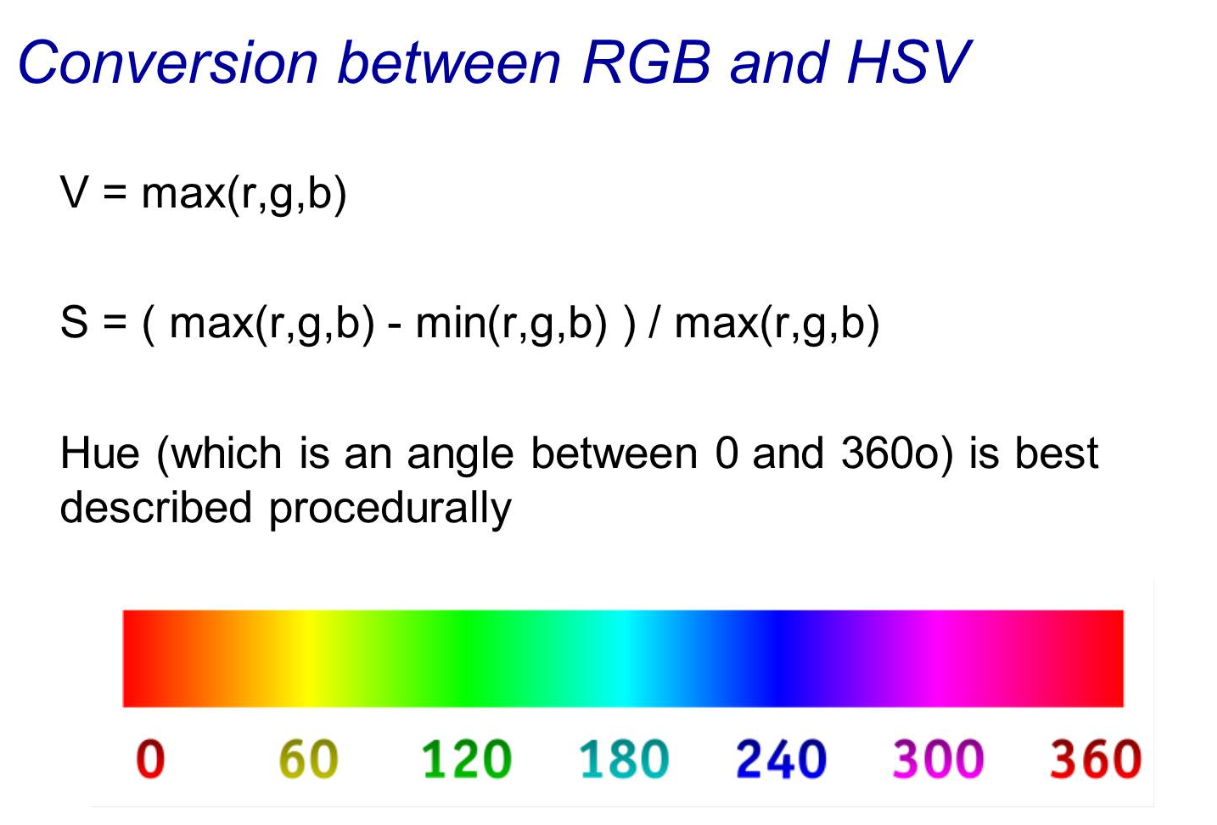 Conversion between RGB and HSV
V = max(r,g,b)
S = ( max(r,g,b) - min(r,g,b) ) / max(r,g,b)
Hue (which is an angle between 0 and 360o) is best
described procedurally
0 60 120 180 240 300 360